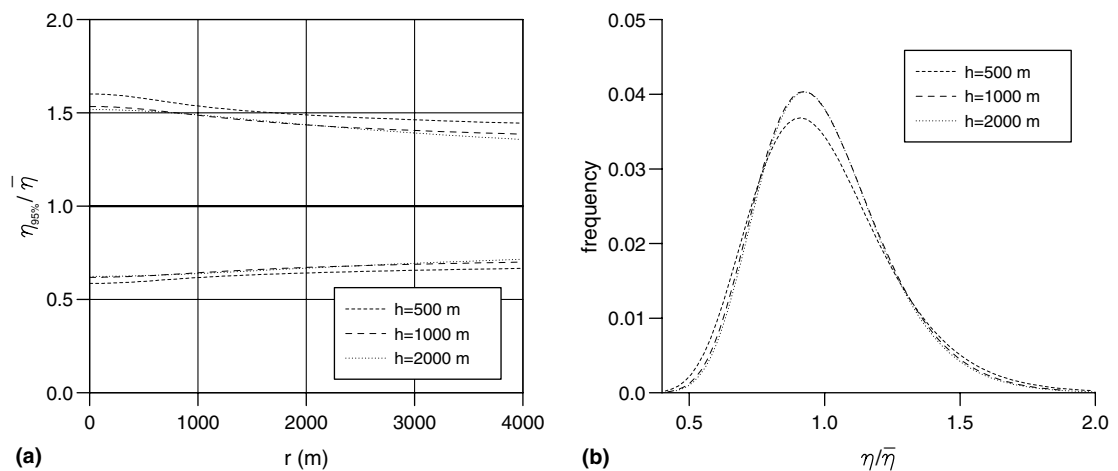 2.0
1.5
1.0
0.5
0.0
η95%/η̅
h=500 m
h=1000 m
h=2000 m
0 1000 2000 3000 4000
(a) r (m)
0.05
0.04
0.03
0.02
0.01
0.0
frequency
h=500 m
h=1000 m
h=2000 m
0.5 1.0 1.5 2.0
(b) η/η̅